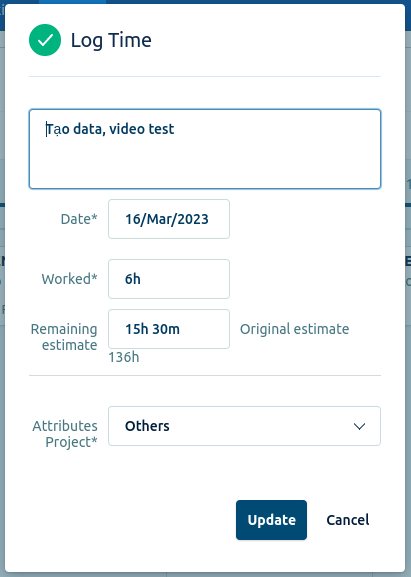 Log Time
Tạo data, video test
Date*
16/Mar/2023
Worked*
6h
Remaining
estimate
15h 30m
Original estimate
136h
Attributes
Project*
Others
Update
Cancel